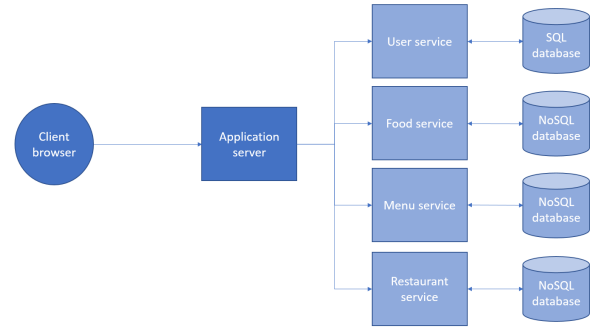 Client
browser
Application
server
User service
SQL
database
Food service
NoSQL
database
Menu service
NoSQL
database
Restaurant
service
NoSQL
database